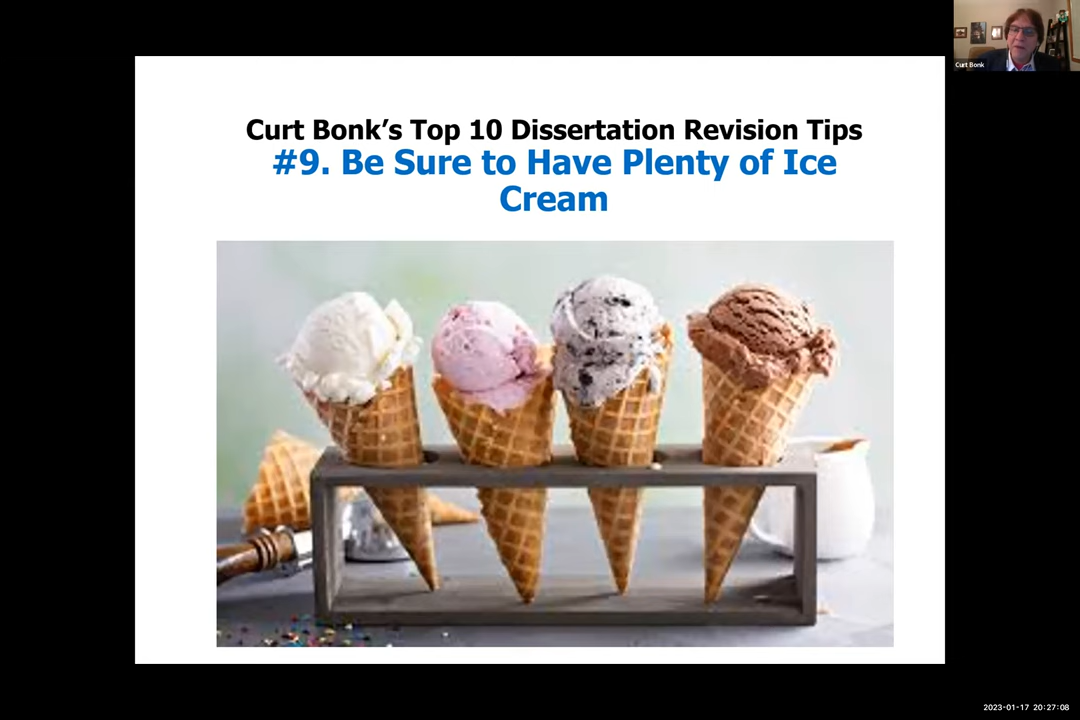 Curt Bonk
Curt Bonk’s Top 10 Dissertation Revision Tips
#9. Be Sure to Have Plenty of Ice
Cream
2023-01-17 20:27:08